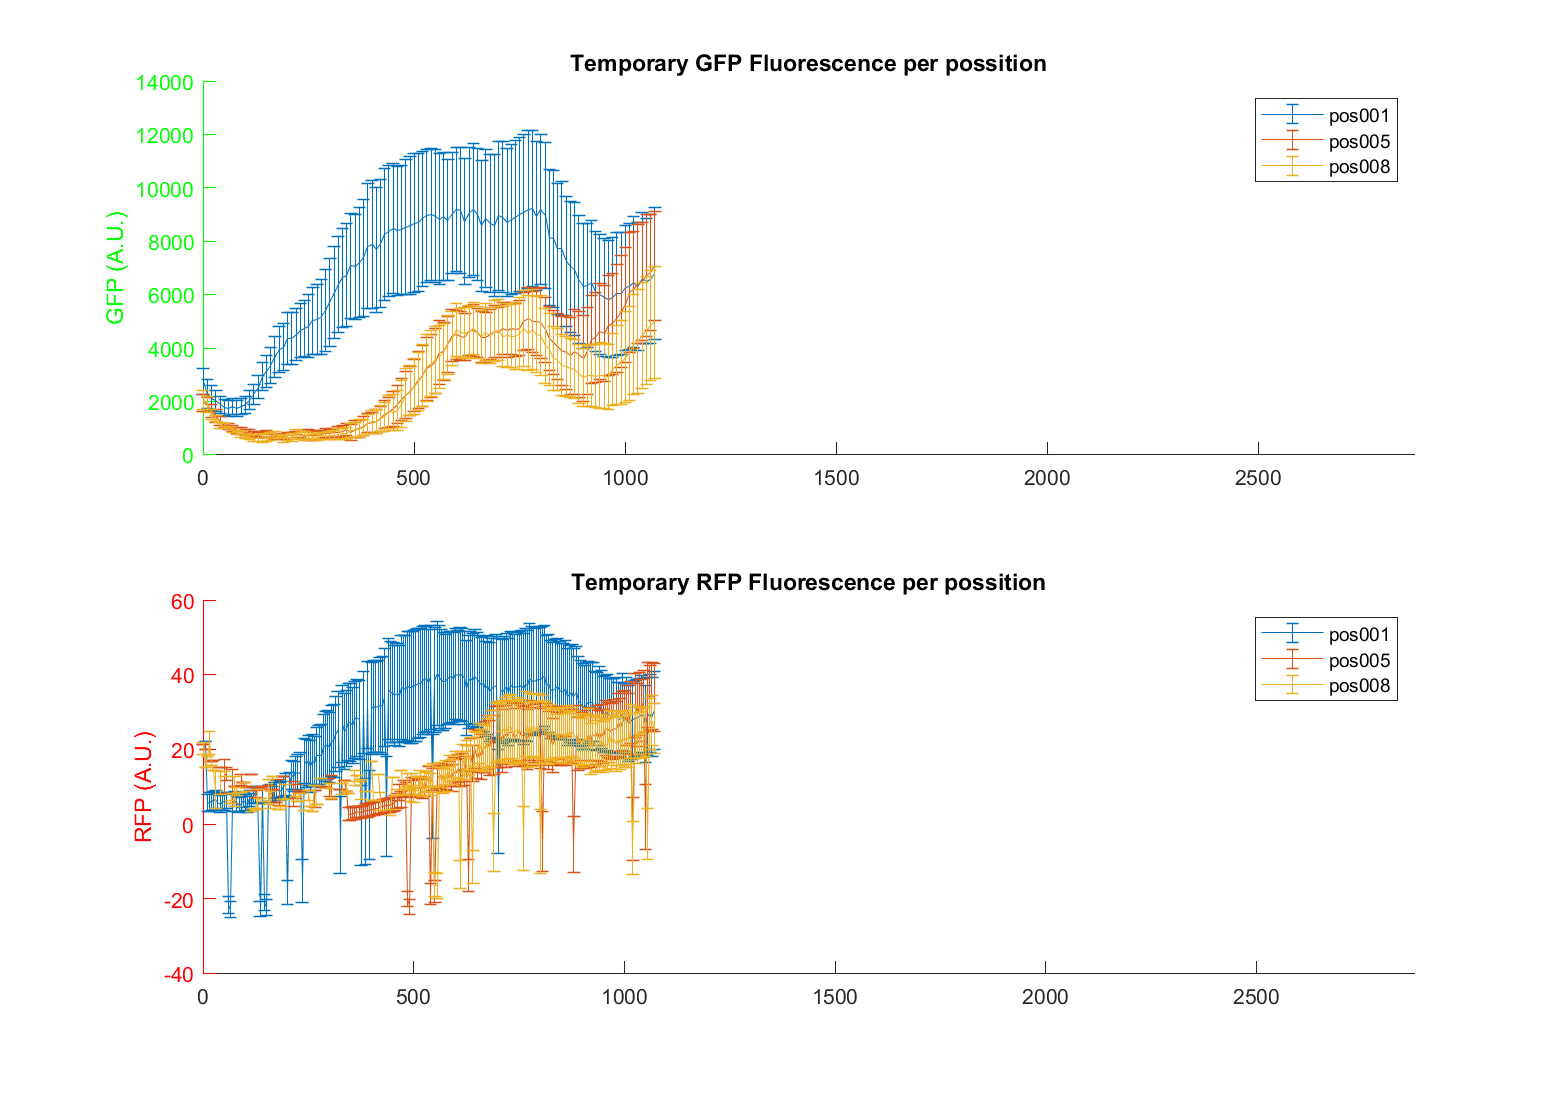 Temporary GFP Fluorescence per possition
14000
12000
10000
8000
6000
4000
2000
0
GFP (A.U.)
0 500 1000 1500 2000 2500
pos001
pos005
pos008
Temporary RFP Fluorescence per possition
60
40
20
0
-20
-40
RFP (A.U.)
0 500 1000 1500 2000 2500
pos001
pos005
pos008